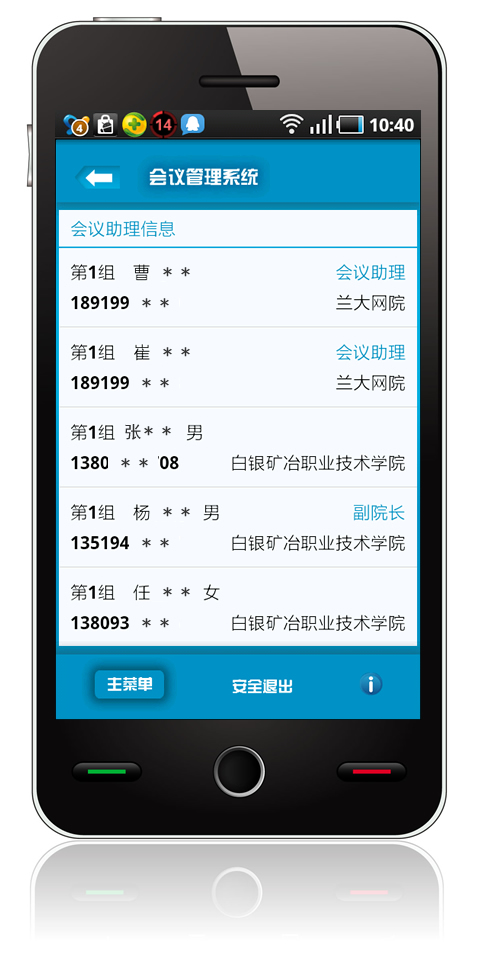 4 14 10:40
会议管理系统
会议助理信息
第1组 曹 ** 会议助理
189199 ** 兰大网院
第1组 崔 ** 会议助理
189199 ** 兰大网院
第1组 张** 男
1380 ** '08 白银矿冶职业技术学院
第1组 杨 ** 男 副院长
135194 ** 白银矿冶职业技术学院
第1组 任 ** 女
138093 ** 白银矿冶职业技术学院
主菜单 安全退出 i